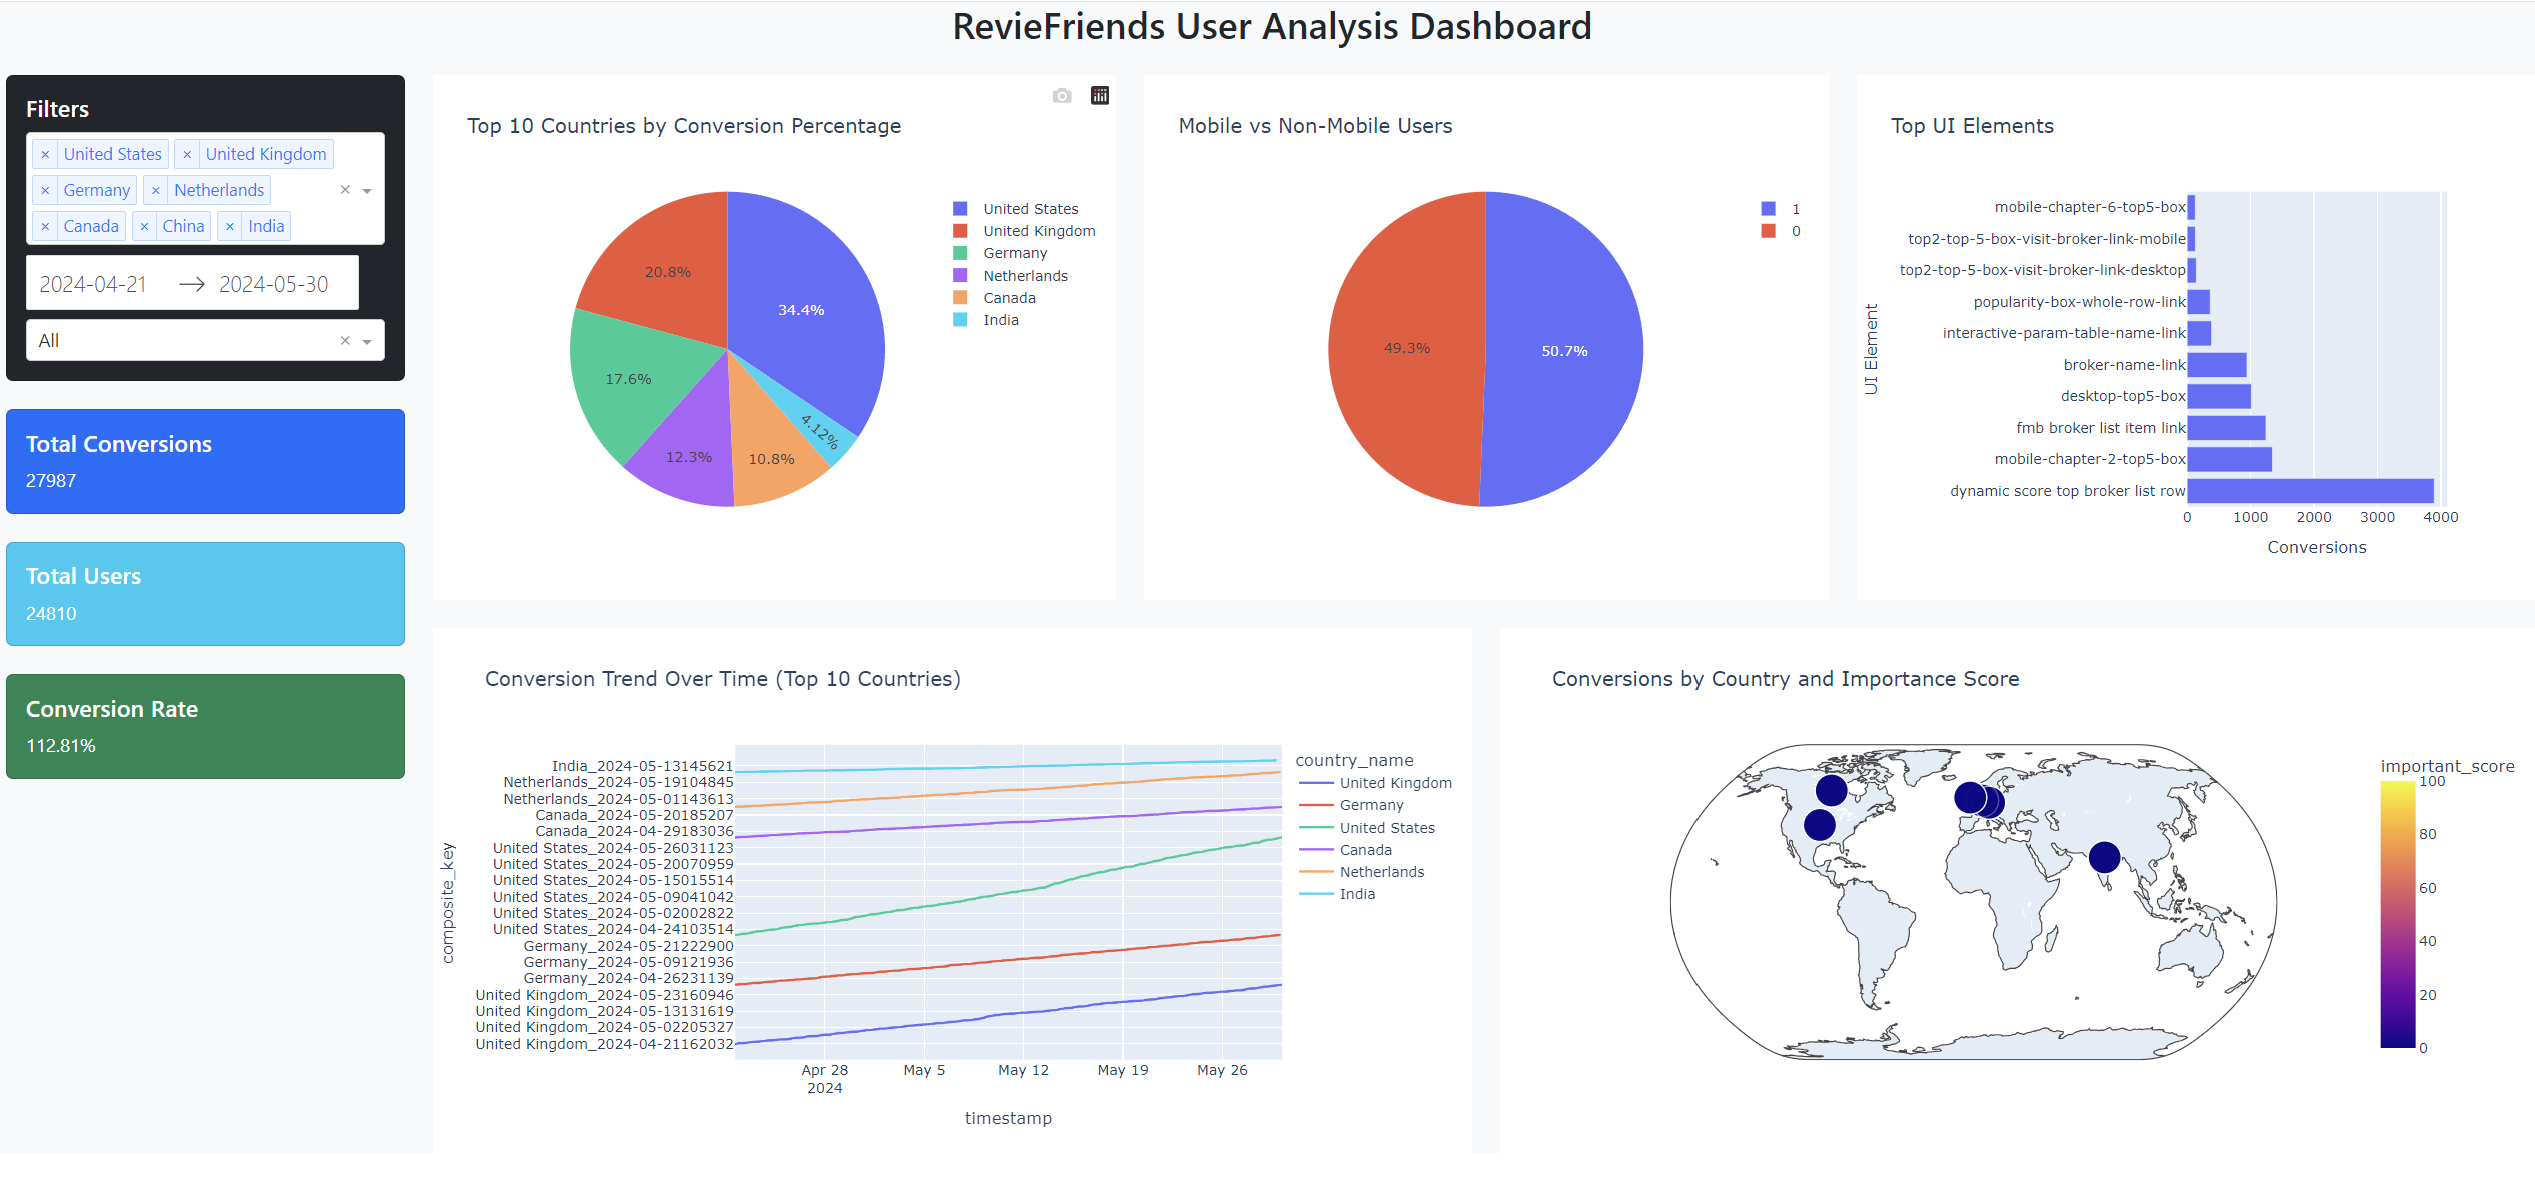 RevieFriends User Analysis Dashboard
Filters
× United States × United Kingdom
× Germany × Netherlands
× Canada × China × India
2024-04-21 → 2024-05-30
All
Total Conversions
27987
Total Users
24810
Conversion Rate
112.81%
Top 10 Countries by Conversion Percentage
34.4%
20.8%
17.6%
12.3%
10.8%
4.12%
United States
United Kingdom
Germany
Netherlands
Canada
India
Mobile vs Non-Mobile Users
49.3%
50.7%
1
0
Top UI Elements
UI Element
mobile-chapter-6-top5-box
top2-top-5-box-visit-broker-link-mobile
top2-top-5-box-visit-broker-link-desktop
popularity-box-whole-row-link
interactive-param-table-name-link
broker-name-link
desktop-top5-box
fmb broker list item link
mobile-chapter-2-top5-box
dynamic score top broker list row
0 1000 2000 3000 4000
Conversions
Conversion Trend Over Time (Top 10 Countries)
composite_key
India_2024-05-13145621
Netherlands_2024-05-19104845
Netherlands_2024-05-01143613
Canada_2024-05-20185207
Canada_2024-04-29183036
United States_2024-05-26031123
United States_2024-05-20070959
United States_2024-05-15015514
United States_2024-05-09041042
United States_2024-05-02002822
United States_2024-04-24103514
Germany_2024-05-21222900
Germany_2024-05-09121936
Germany_2024-04-26231139
United Kingdom_2024-05-23160946
United Kingdom_2024-05-13131619
United Kingdom_2024-05-02205327
United Kingdom_2024-04-21162032
Apr 28 May 5 May 12 May 19 May 26
2024
timestamp
country_name
United Kingdom
Germany
United States
Canada
Netherlands
India
Conversions by Country and Importance Score
important_score
100
80
60
40
20
0